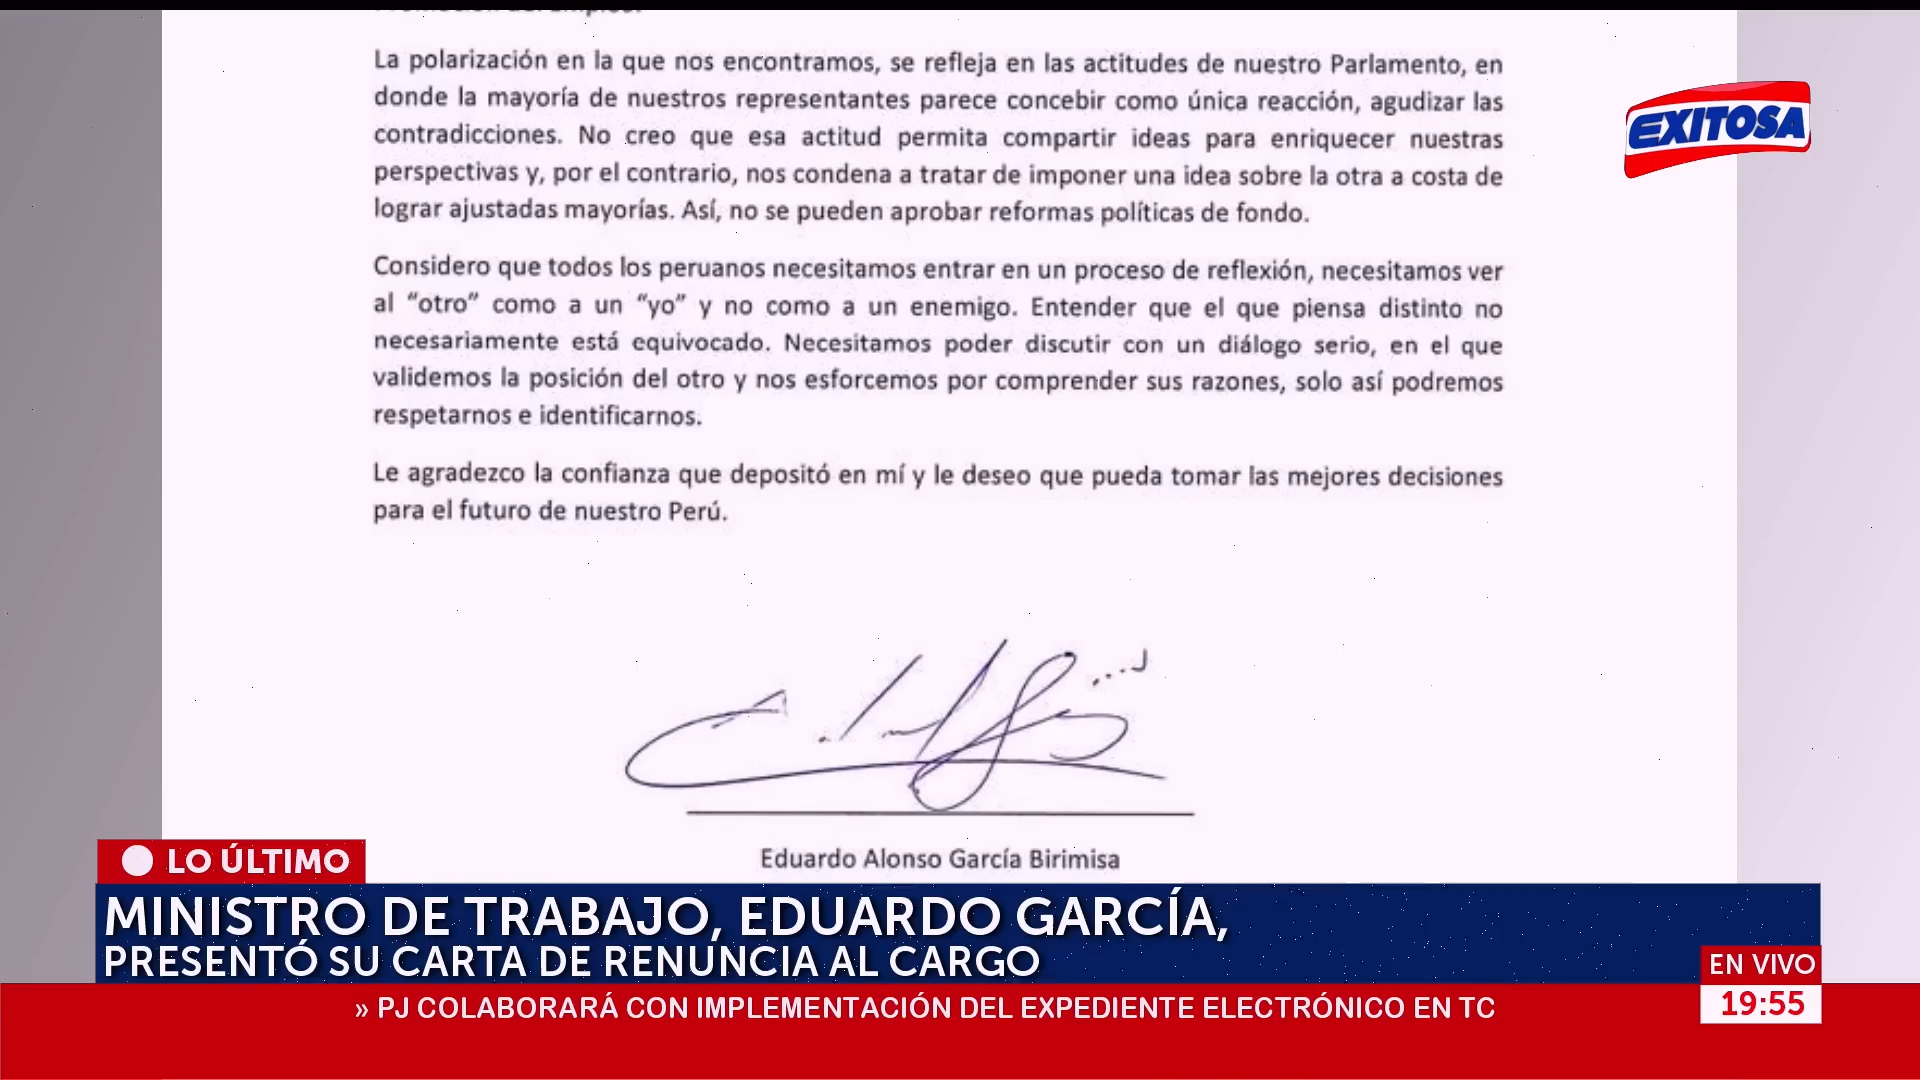 La polarización en la que nos encontramos, se refleja en las actitudes de nuestro Parlamento, en
donde la mayoría de nuestros representantes parece concebir como única reacción, agudizar las
contradicciones. No creo que esa actitud permita compartir ideas para enriquecer nuestras
perspectivas y, por el contrario, nos condena a tratar de imponer una idea sobre la otra a costa de
lograr ajustadas mayorías. Así, no se pueden aprobar reformas políticas de fondo.
Considero que todos los peruanos necesitamos entrar en un proceso de reflexión, necesitamos ver
al “otro” como a un “yo” y no como a un enemigo. Entender que el que piensa distinto no
necesariamente está equivocado. Necesitamos poder discutir con un diálogo serio, en el que
validemos la posición del otro y nos esforcemos por comprender sus razones, solo así podremos
respetarnos e identificarnos.
Le agradezco la confianza que depositó en mí y le deseo que pueda tomar las mejores decisiones
para el futuro de nuestro Perú.
Eduardo Alonso García Birimisa
EXITOSA
LO ÚLTIMO
MINISTRO DE TRABAJO, EDUARDO GARCÍA,
PRESENTÓ SU CARTA DE RENUNCIA AL CARGO
EN VIVO
19:55
» PJ COLABORARÁ CON IMPLEMENTACIÓN DEL EXPEDIENTE ELECTRÓNICO EN TC